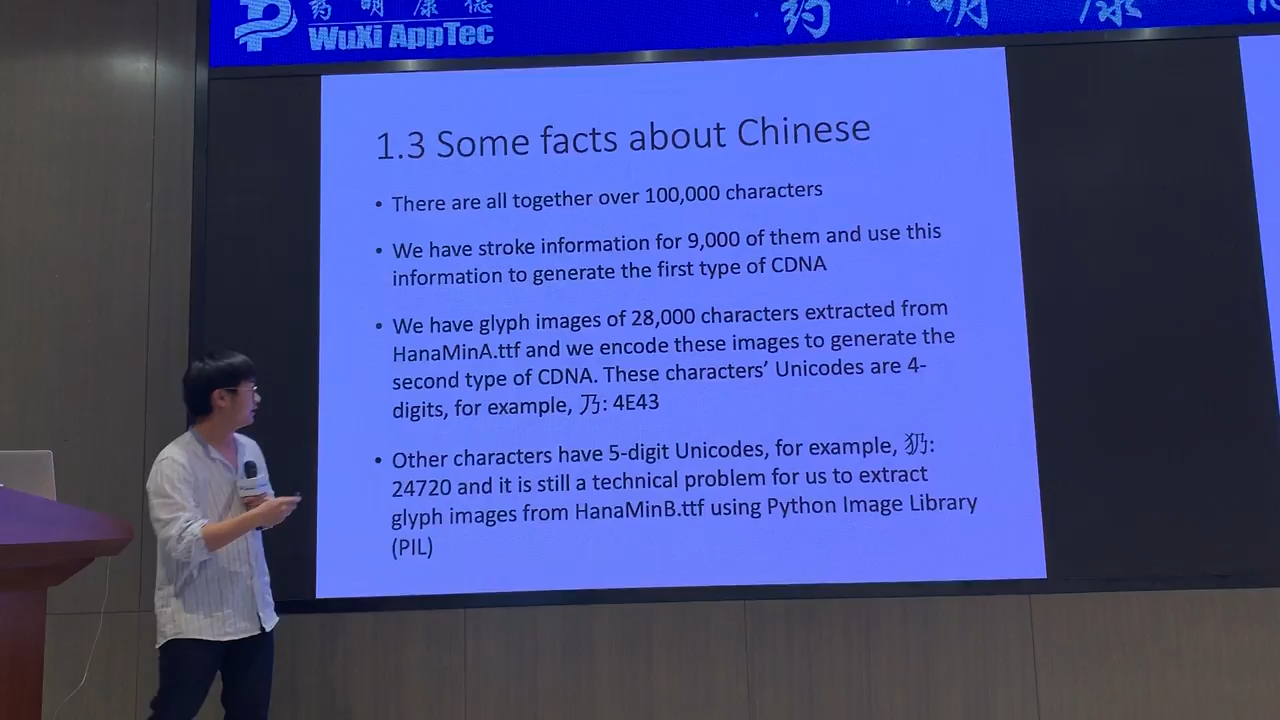 药 明 康 德
WuXi AppTec
药 明 康
1.3 Some facts about Chinese
• There are all together over 100,000 characters
• We have stroke information for 9,000 of them and use this
information to generate the first type of CDNA
• We have glyph images of 28,000 characters extracted from
HanaMinA.ttf and we encode these images to generate the
second type of CDNA. These characters’ Unicodes are 4-
digits, for example, 乃: 4E43
• Other characters have 5-digit Unicodes, for example, 𤜠:
24720 and it is still a technical problem for us to extract
glyph images from HanaMinB.ttf using Python Image Library
(PIL)